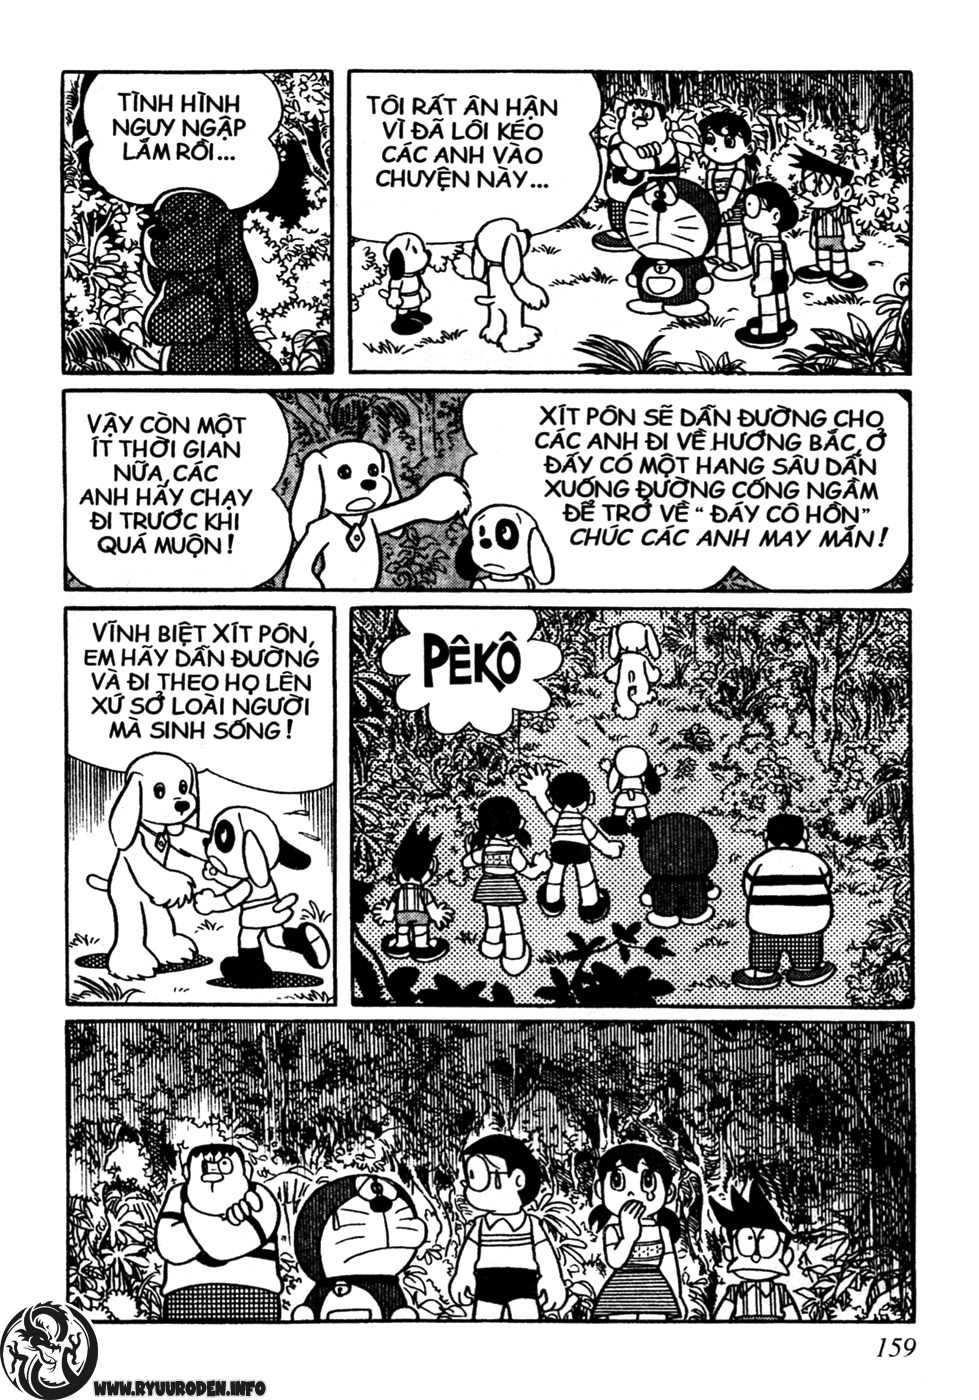 TÌNH HÌNH
NGUY NGẬP
LẮM RỒI...
TÔI RẤT ÂN HẬN
VÌ ĐÃ LÔI KÉO
CÁC ANH VÀO
CHUYỆN NÀY...
VẬY CÒN MỘT
ÍT THỜI GIAN
NỮA, CÁC
ANH HÃY CHẠY
ĐI TRƯỚC KHI
QUÁ MUỘN!
XÍT PÔN SẼ DẪN ĐƯỜNG CHO
CÁC ANH ĐI VỀ HƯỚNG BẮC, Ở
ĐẤY CÓ MỘT HANG SÂU DẪN
XUỐNG ĐƯỜNG CỐNG NGẦM
ĐỂ TRỞ VỀ "ĐÁY CÔ HỒN"
CHÚC CÁC ANH MAY MẮN!
VĨNH BIỆT XÍT PÔN,
EM HÃY DẪN ĐƯỜNG
VÀ ĐI THEO HỌ LÊN
XỨ SỞ LOÀI NGƯỜI
MÀ SINH SỐNG!
PÊKÔ
159
WWW.RYUURODEN.INFO